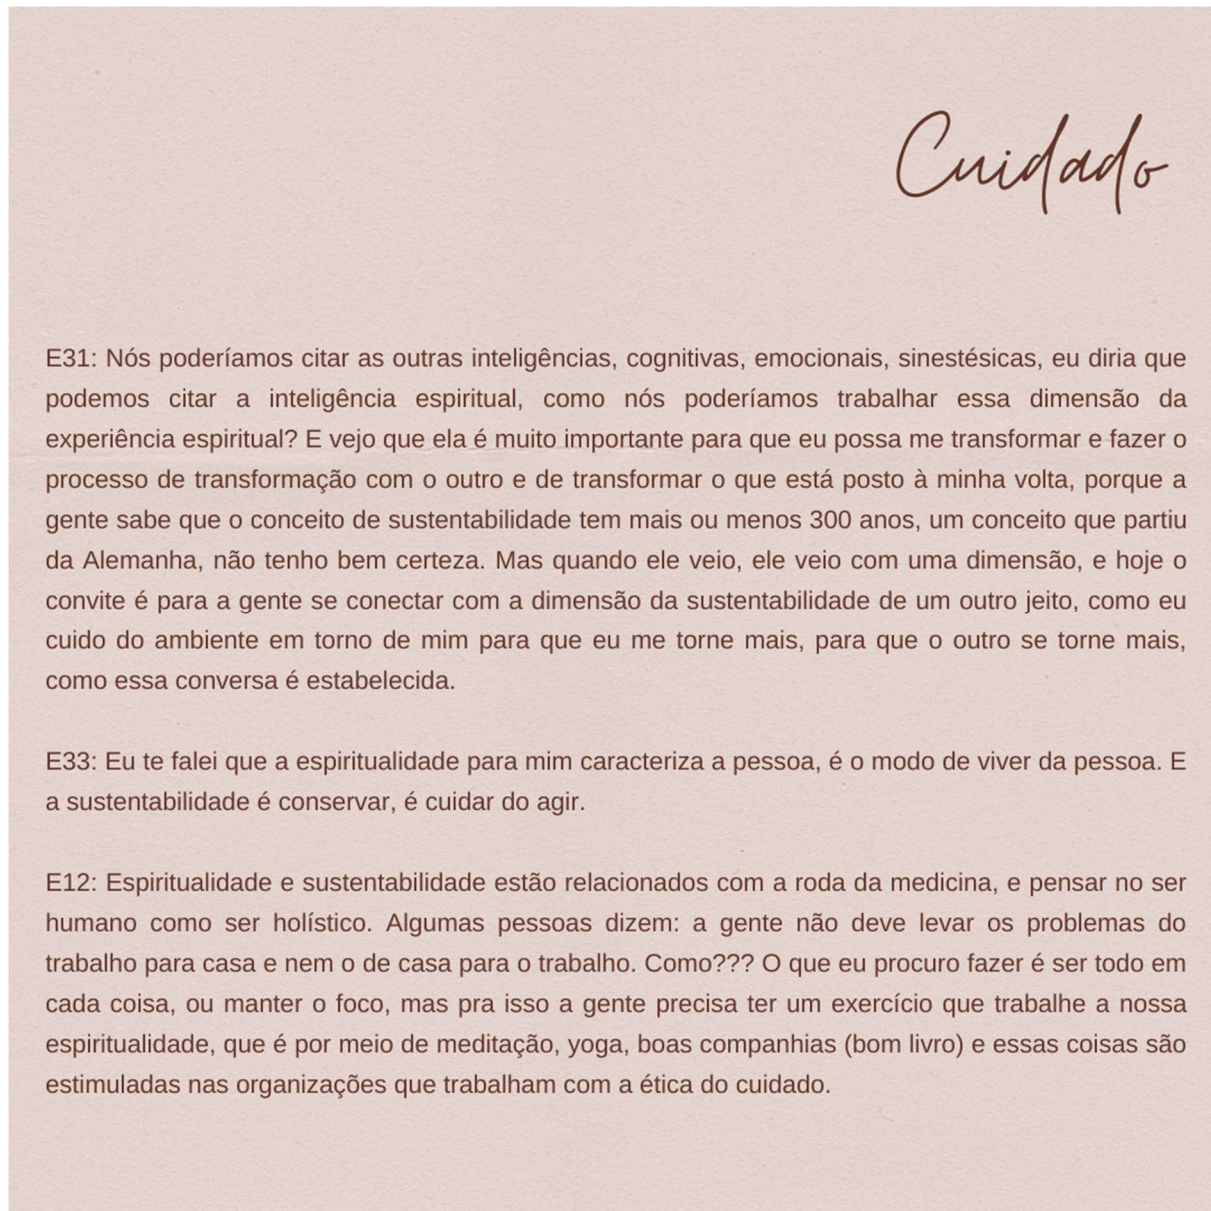 Cuidado
E31: Nós poderíamos citar as outras inteligências, cognitivas, emocionais, sinestésicas, eu diria que
podemos citar a inteligência espiritual, como nós poderíamos trabalhar essa dimensão da
experiência espiritual? E vejo que ela é muito importante para que eu possa me transformar e fazer o
processo de transformação com o outro e de transformar o que está posto à minha volta, porque a
gente sabe que o conceito de sustentabilidade tem mais ou menos 300 anos, um conceito que partiu
da Alemanha, não tenho bem certeza. Mas quando ele veio, ele veio com uma dimensão, e hoje o
convite é para a gente se conectar com a dimensão da sustentabilidade de um outro jeito, como eu
cuido do ambiente em torno de mim para que eu me torne mais, para que o outro se torne mais,
como essa conversa é estabelecida.
E33: Eu te falei que a espiritualidade para mim caracteriza a pessoa, é o modo de viver da pessoa. E
a sustentabilidade é conservar, é cuidar do agir.
E12: Espiritualidade e sustentabilidade estão relacionados com a roda da medicina, e pensar no ser
humano como ser holístico. Algumas pessoas dizem: a gente não deve levar os problemas do
trabalho para casa e nem o de casa para o trabalho. Como??? O que eu procuro fazer é ser todo em
cada coisa, ou manter o foco, mas pra isso a gente precisa ter um exercício que trabalhe a nossa
espiritualidade, que é por meio de meditação, yoga, boas companhias (bom livro) e essas coisas são
estimuladas nas organizações que trabalham com a ética do cuidado.